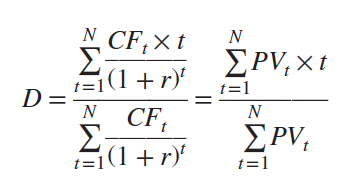 D = \frac{\sum_{t=1}^{N} \frac{CF_t \times t}{(1 + r)^t}}{\sum_{t=1}^{N} \frac{CF_t}{(1 + r)^t}} = \frac{\sum_{t=1}^{N} PV_t \times t}{\sum_{t=1}^{N} PV_t}